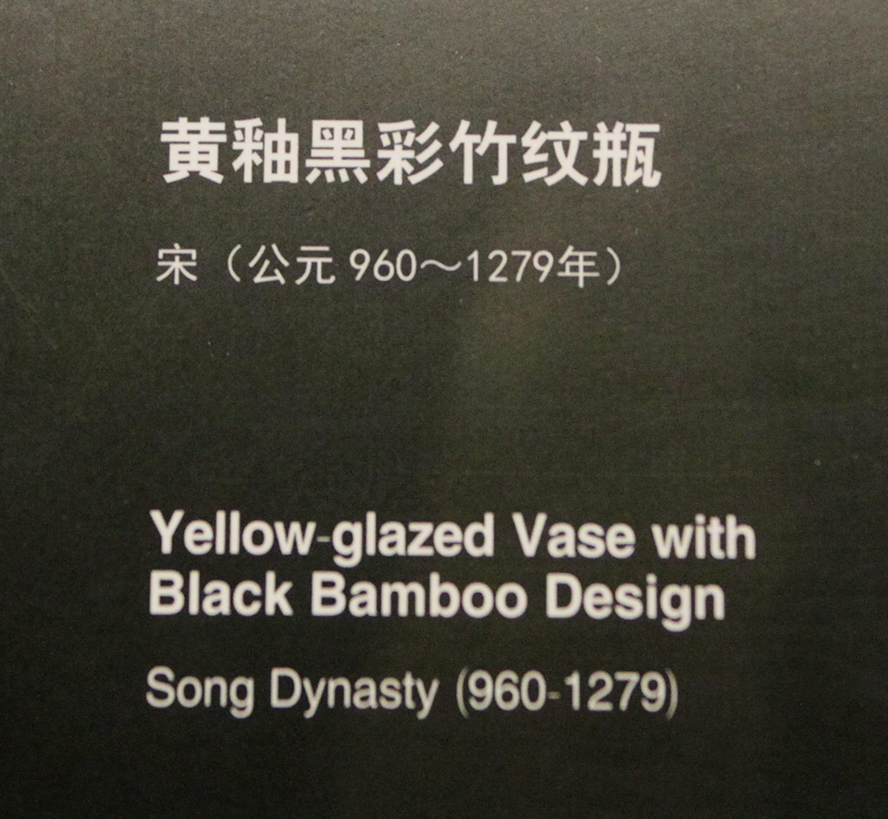 黄釉黑彩竹纹瓶
宋（公元 960～1279年）
Yellow-glazed Vase with
Black Bamboo Design
Song Dynasty (960-1279)